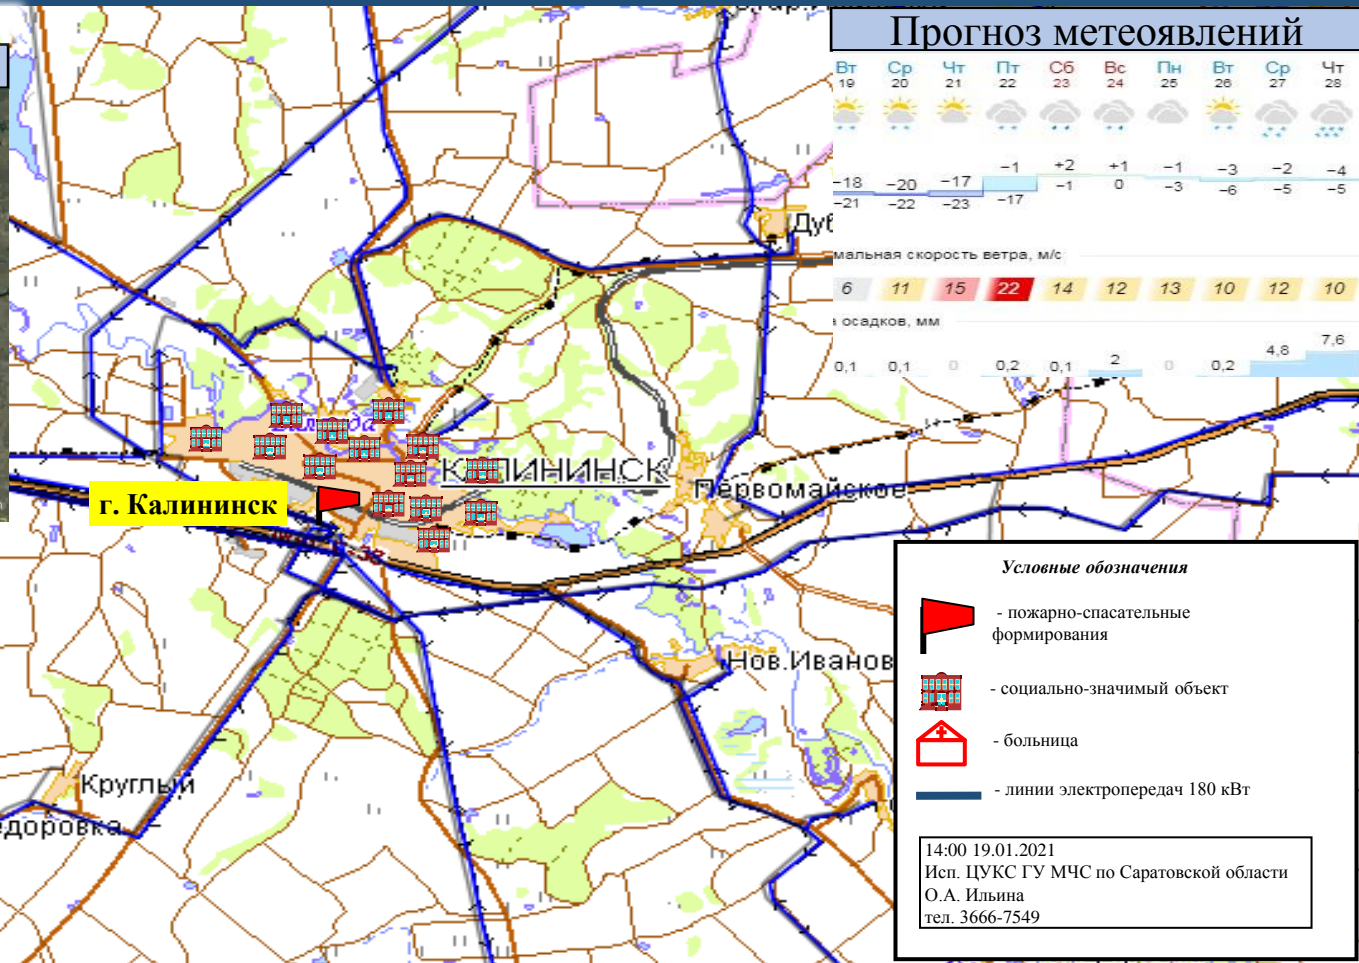 Прогноз метеоявлений
Вт Ср Чт Пт Сб Вс Пн Вт Ср Чт
19 20 21 22 23 24 25 26 27 28
−18 −20 −17 −1 +2 +1 −1 −3 −2 −4
−21 −22 −23 −17 −1 0 −3 −6 −5 −5
мальная скорость ветра, м/с
6 11 15 22 14 12 13 10 12 10
осадков, мм
0,1 0,1 0 0,2 0,1 2 0 0,2 4,8 7,6
Дуб
КАЛИНИНСК
Первомайское
г. Калининск
Нов.Иванов
Круглый
едоровка
Условные обозначения
- пожарно-спасательные
формирования
- социально-значимый объект
- больница
- линии электропередач 180 кВт
14:00 19.01.2021
Исп. ЦУКС ГУ МЧС по Саратовской области
О.А. Ильина
тел. 3666-7549